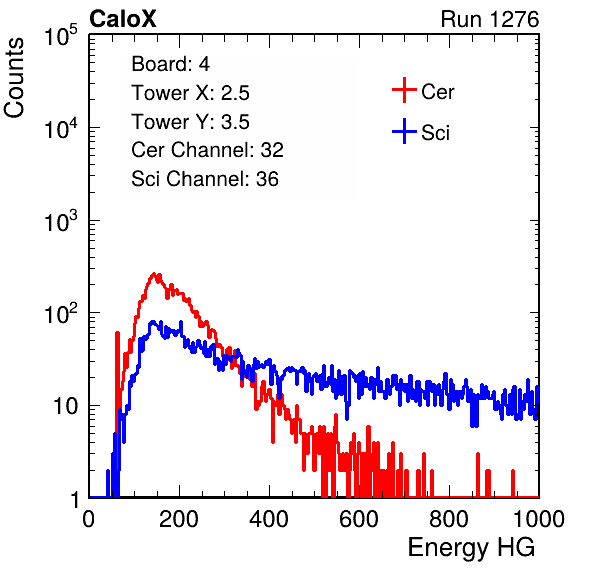 CaloX Run 1276
Counts
10^5
10^4
10^3
10^2
10
1
Board: 4
Tower X: 2.5
Tower Y: 3.5
Cer Channel: 32
Sci Channel: 36
Cer
Sci
0 200 400 600 800 1000
Energy HG